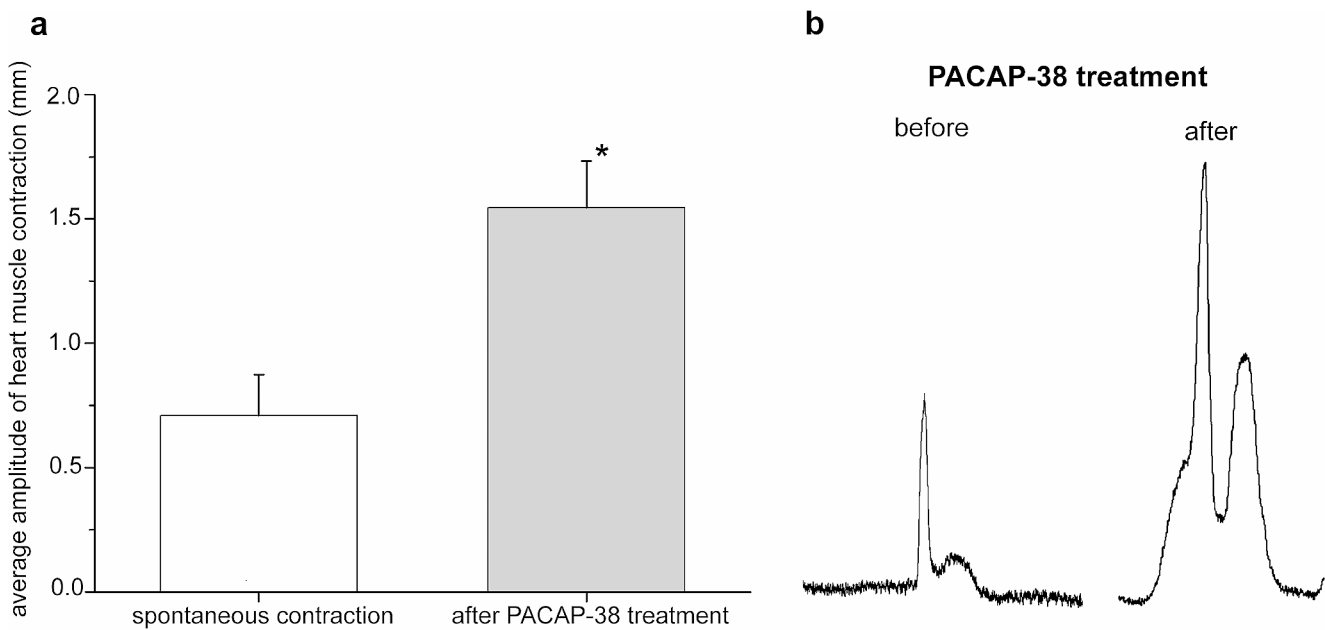 a
average amplitude of heart muscle contraction (mm)
2.0
1.5
1.0
0.5
0.0
*
spontaneous contraction
after PACAP-38 treatment
b
PACAP-38 treatment
before
after